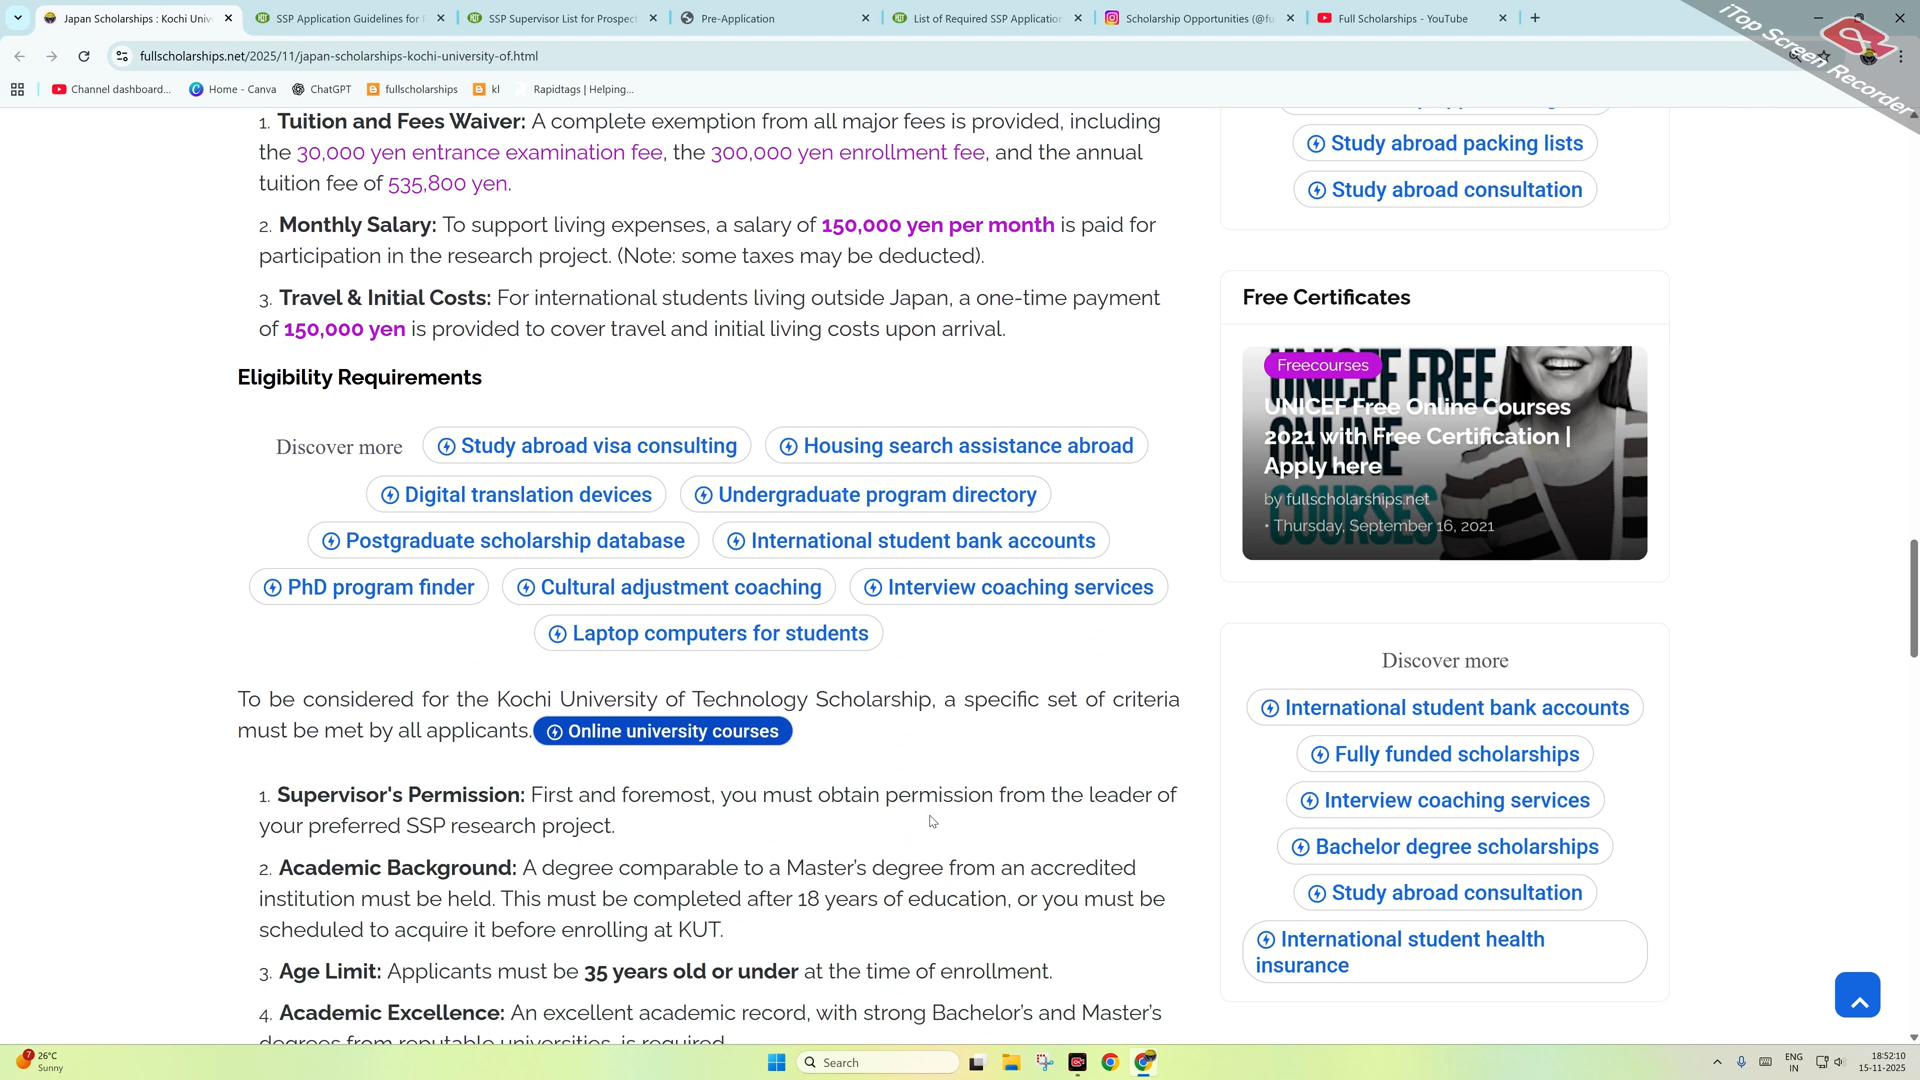 Japan Scholarships : Kochi Univ
SSP Application Guidelines for F
SSP Supervisor List for Prospect
Pre-Application
List of Required SSP Application
Scholarship Opportunities (@fu
Full Scholarships - YouTube
fullscholarships.net/2025/11/japan-scholarships-kochi-university-of.html
iTop Screen Recorder
Channel dashboard...
Home - Canva
ChatGPT
fullscholarships
kl
Rapidtags | Helping...
1. Tuition and Fees Waiver: A complete exemption from all major fees is provided, including
the 30,000 yen entrance examination fee, the 300,000 yen enrollment fee, and the annual
tuition fee of 535,800 yen.
2. Monthly Salary: To support living expenses, a salary of 150,000 yen per month is paid for
participation in the research project. (Note: some taxes may be deducted).
3. Travel & Initial Costs: For international students living outside Japan, a one-time payment
of 150,000 yen is provided to cover travel and initial living costs upon arrival.
Eligibility Requirements
Discover more
Study abroad visa consulting
Housing search assistance abroad
Digital translation devices
Undergraduate program directory
Postgraduate scholarship database
International student bank accounts
PhD program finder
Cultural adjustment coaching
Interview coaching services
Laptop computers for students
To be considered for the Kochi University of Technology Scholarship, a specific set of criteria
must be met by all applicants. Online university courses
1. Supervisor's Permission: First and foremost, you must obtain permission from the leader of
your preferred SSP research project.
2. Academic Background: A degree comparable to a Master's degree from an accredited
institution must be held. This must be completed after 18 years of education, or you must be
scheduled to acquire it before enrolling at KUT.
3. Age Limit: Applicants must be 35 years old or under at the time of enrollment.
4. Academic Excellence: An excellent academic record, with strong Bachelor's and Master's
degrees from reputable universities, is required.
Study abroad packing lists
Study abroad consultation
Free Certificates
UNICEF FREE
ONLINE
COURSES
Freecourses
UNICEF Free Online Courses
2021 with Free Certification |
Apply here
by fullscholarships.net
• Thursday, September 16, 2021
Discover more
International student bank accounts
Fully funded scholarships
Interview coaching services
Bachelor degree scholarships
Study abroad consultation
International student health
insurance
7
26°C
Sunny
Search
ENG
IN
18:52:10
15-11-2025